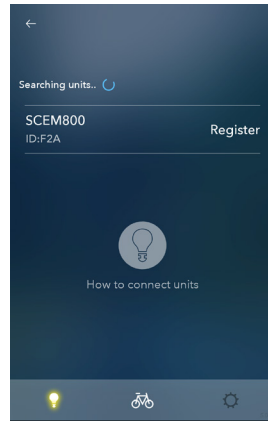 Searching units..
SCEM800
ID:F2A
Register
How to connect units